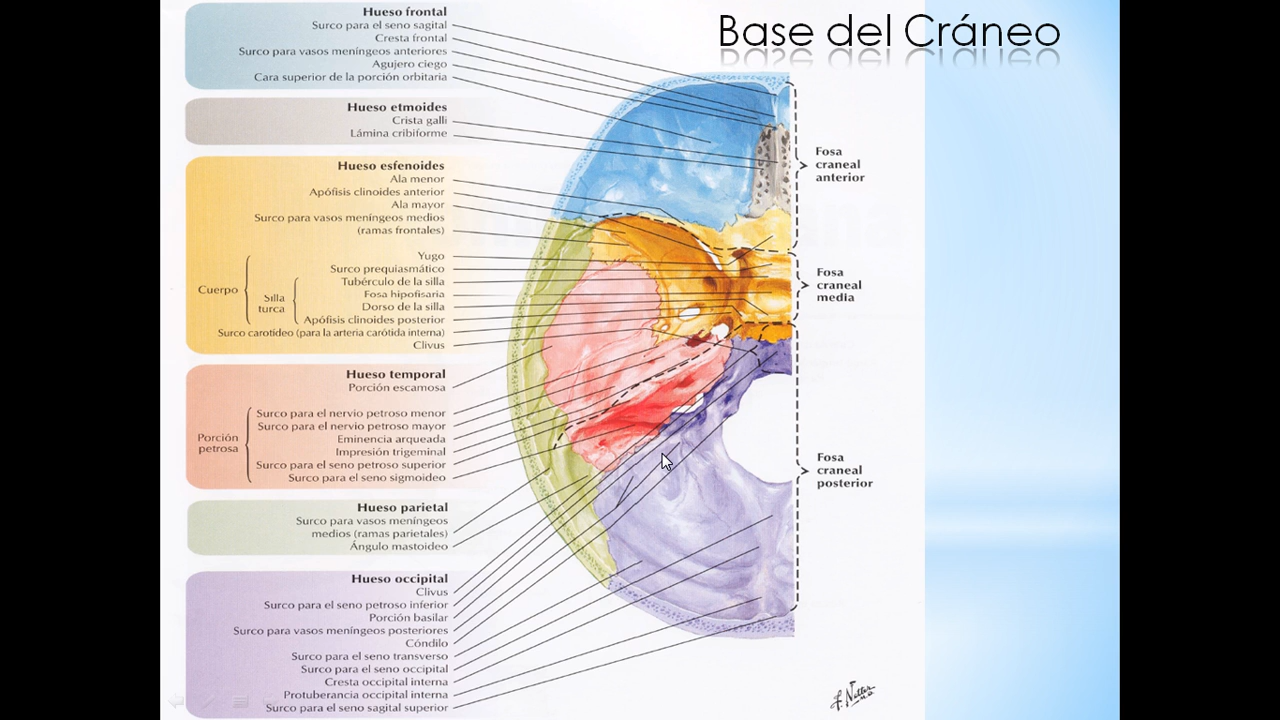 Base del Cráneo
Hueso frontal
Surco para el seno sagital
Cresta frontal
Surco para vasos meníngeos anteriores
Agujero ciego
Cara superior de la porción orbitaria
Hueso etmoides
Crista galli
Lámina cribiforme
Hueso esfenoides
Ala menor
Apófisis clinoides anterior
Ala mayor
Surco para vasos meníngeos medios
(ramas frontales)
Cuerpo
Yugo
Surco prequiasmático
Silla
turca
Tubérculo de la silla
Fosa hipofisaria
Dorso de la silla
Apófisis clinoides posterior
Surco carotídeo (para la arteria carótida interna)
Clivus
Hueso temporal
Porción escamosa
Porción
petrosa
Surco para el nervio petroso menor
Surco para el nervio petroso mayor
Eminencia arqueada
Impresión trigeminal
Surco para el seno petroso superior
Surco para el seno sigmoideo
Hueso parietal
Surco para vasos meníngeos
medios (ramas parietales)
Ángulo mastoideo
Hueso occipital
Clivus
Surco para el seno petroso inferior
Porción basilar
Surco para vasos meníngeos posteriores
Cóndilo
Surco para el seno transverso
Surco para el seno occipital
Cresta occipital interna
Protuberancia occipital interna
Surco para el seno sagital superior
Fosa
craneal
anterior
Fosa
craneal
media
Fosa
craneal
posterior
F. Netter
M.D.